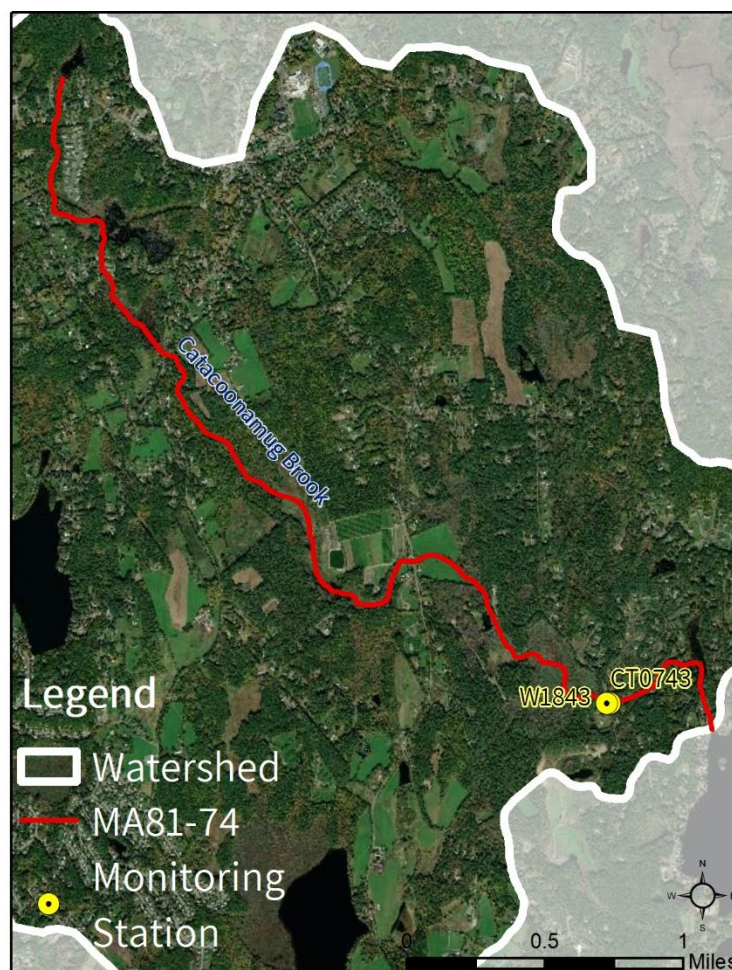 Catacoonamug Brook
W1843
CT0743
Legend
Watershed
MA81-74
Monitoring
Station
N
W
S
0
0.5
1
Miles